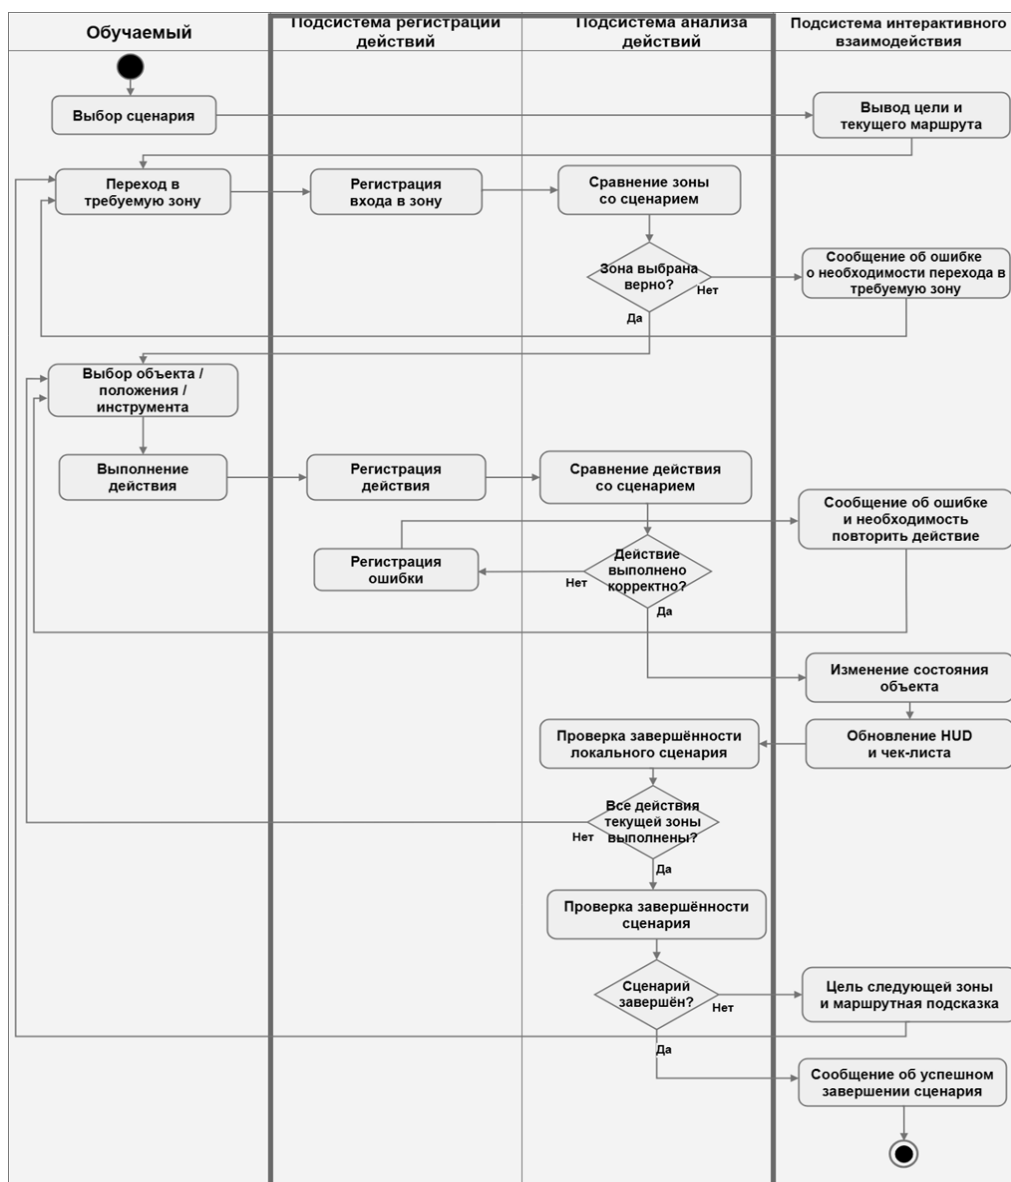 Обучаемый
Подсистема регистрации
действий
Подсистема анализа
действий
Подсистема интерактивного
взаимодействия
Выбор сценария
Вывод цели и
текущего маршрута
Переход в
требуемую зону
Регистрация
входа в зону
Сравнение зоны
со сценарием
Зона выбрана
верно?
Нет
Сообщение об ошибке
о необходимости перехода в
требуемую зону
Да
Выбор объекта /
положения /
инструмента
Выполнение
действия
Регистрация
действия
Сравнение действия
со сценарием
Сообщение об ошибке
и необходимость
повторить действие
Регистрация
ошибки
Действие
выполнено
корректно?
Нет
Да
Изменение состояния
объекта
Обновление HUD
и чек-листа
Проверка завершённости
локального сценария
Все действия
текущей зоны
выполнены?
Нет
Да
Проверка завершённости
сценария
Сценарий
завершён?
Нет
Цель следующей зоны
и маршрутная подсказка
Да
Сообщение об успешном
завершении сценария